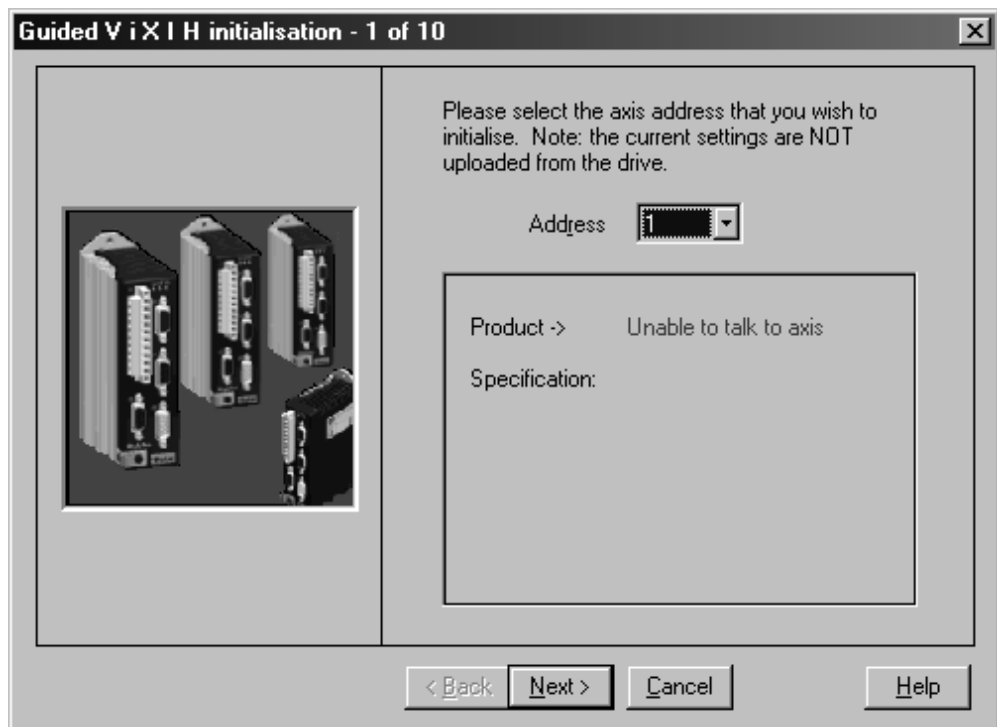 Guided V i X I H initialisation - 1 of 10
Please select the axis address that you wish to
initialise. Note: the current settings are NOT
uploaded from the drive.
Address 1
Product -> Unable to talk to axis
Specification:
< Back Next > Cancel Help